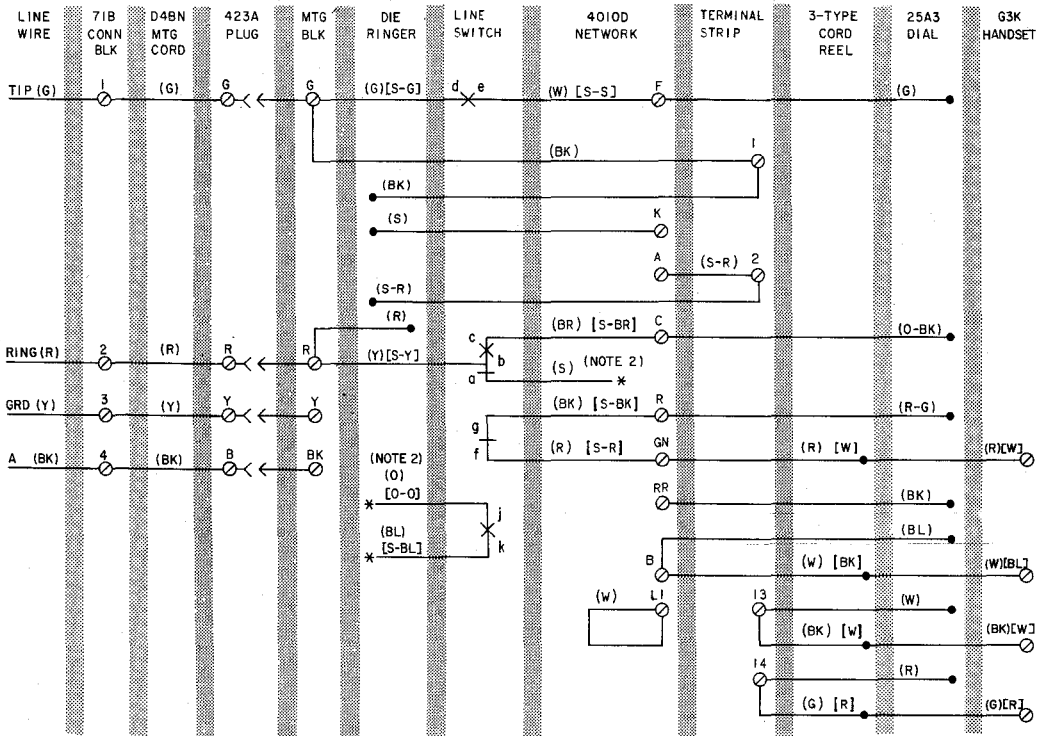 LINE WIRE
71B CONN BLK
D4BN MTG CORD
423A PLUG
MTG BLK
DIE RINGER
LINE SWITCH
4010D NETWORK
TERMINAL STRIP
3-TYPE CORD REEL
25A3 DIAL
G3K HANDSET
TIP (G) 1 (G) G G (G)[S-G] d e (W) [S-S] F (G)
(BK) 1
(BK)
(S) K
A (S-R) 2
(S-R)
(R)
c (BR) [S-BR] C (O-BK)
RING(R) 2 (R) R R (Y)[S-Y] b
a (S) (NOTE 2) *
GRD (Y) 3 (Y) Y Y (BK) [S-BK] R (R-G)
g
f (R) [S-R] GN (R) [W] (R)[W]
A (BK) 4 (BK) B BK
(NOTE 2)
(O)
* [O-O] j RR (BK)
(BL)
* [S-BL] k
(BL)
B (W) [BK] (W)[BL]
(W) L1 13 (W)
(BK) [W] (BK)[W]
14 (R)
(G) [R] (G)[R]